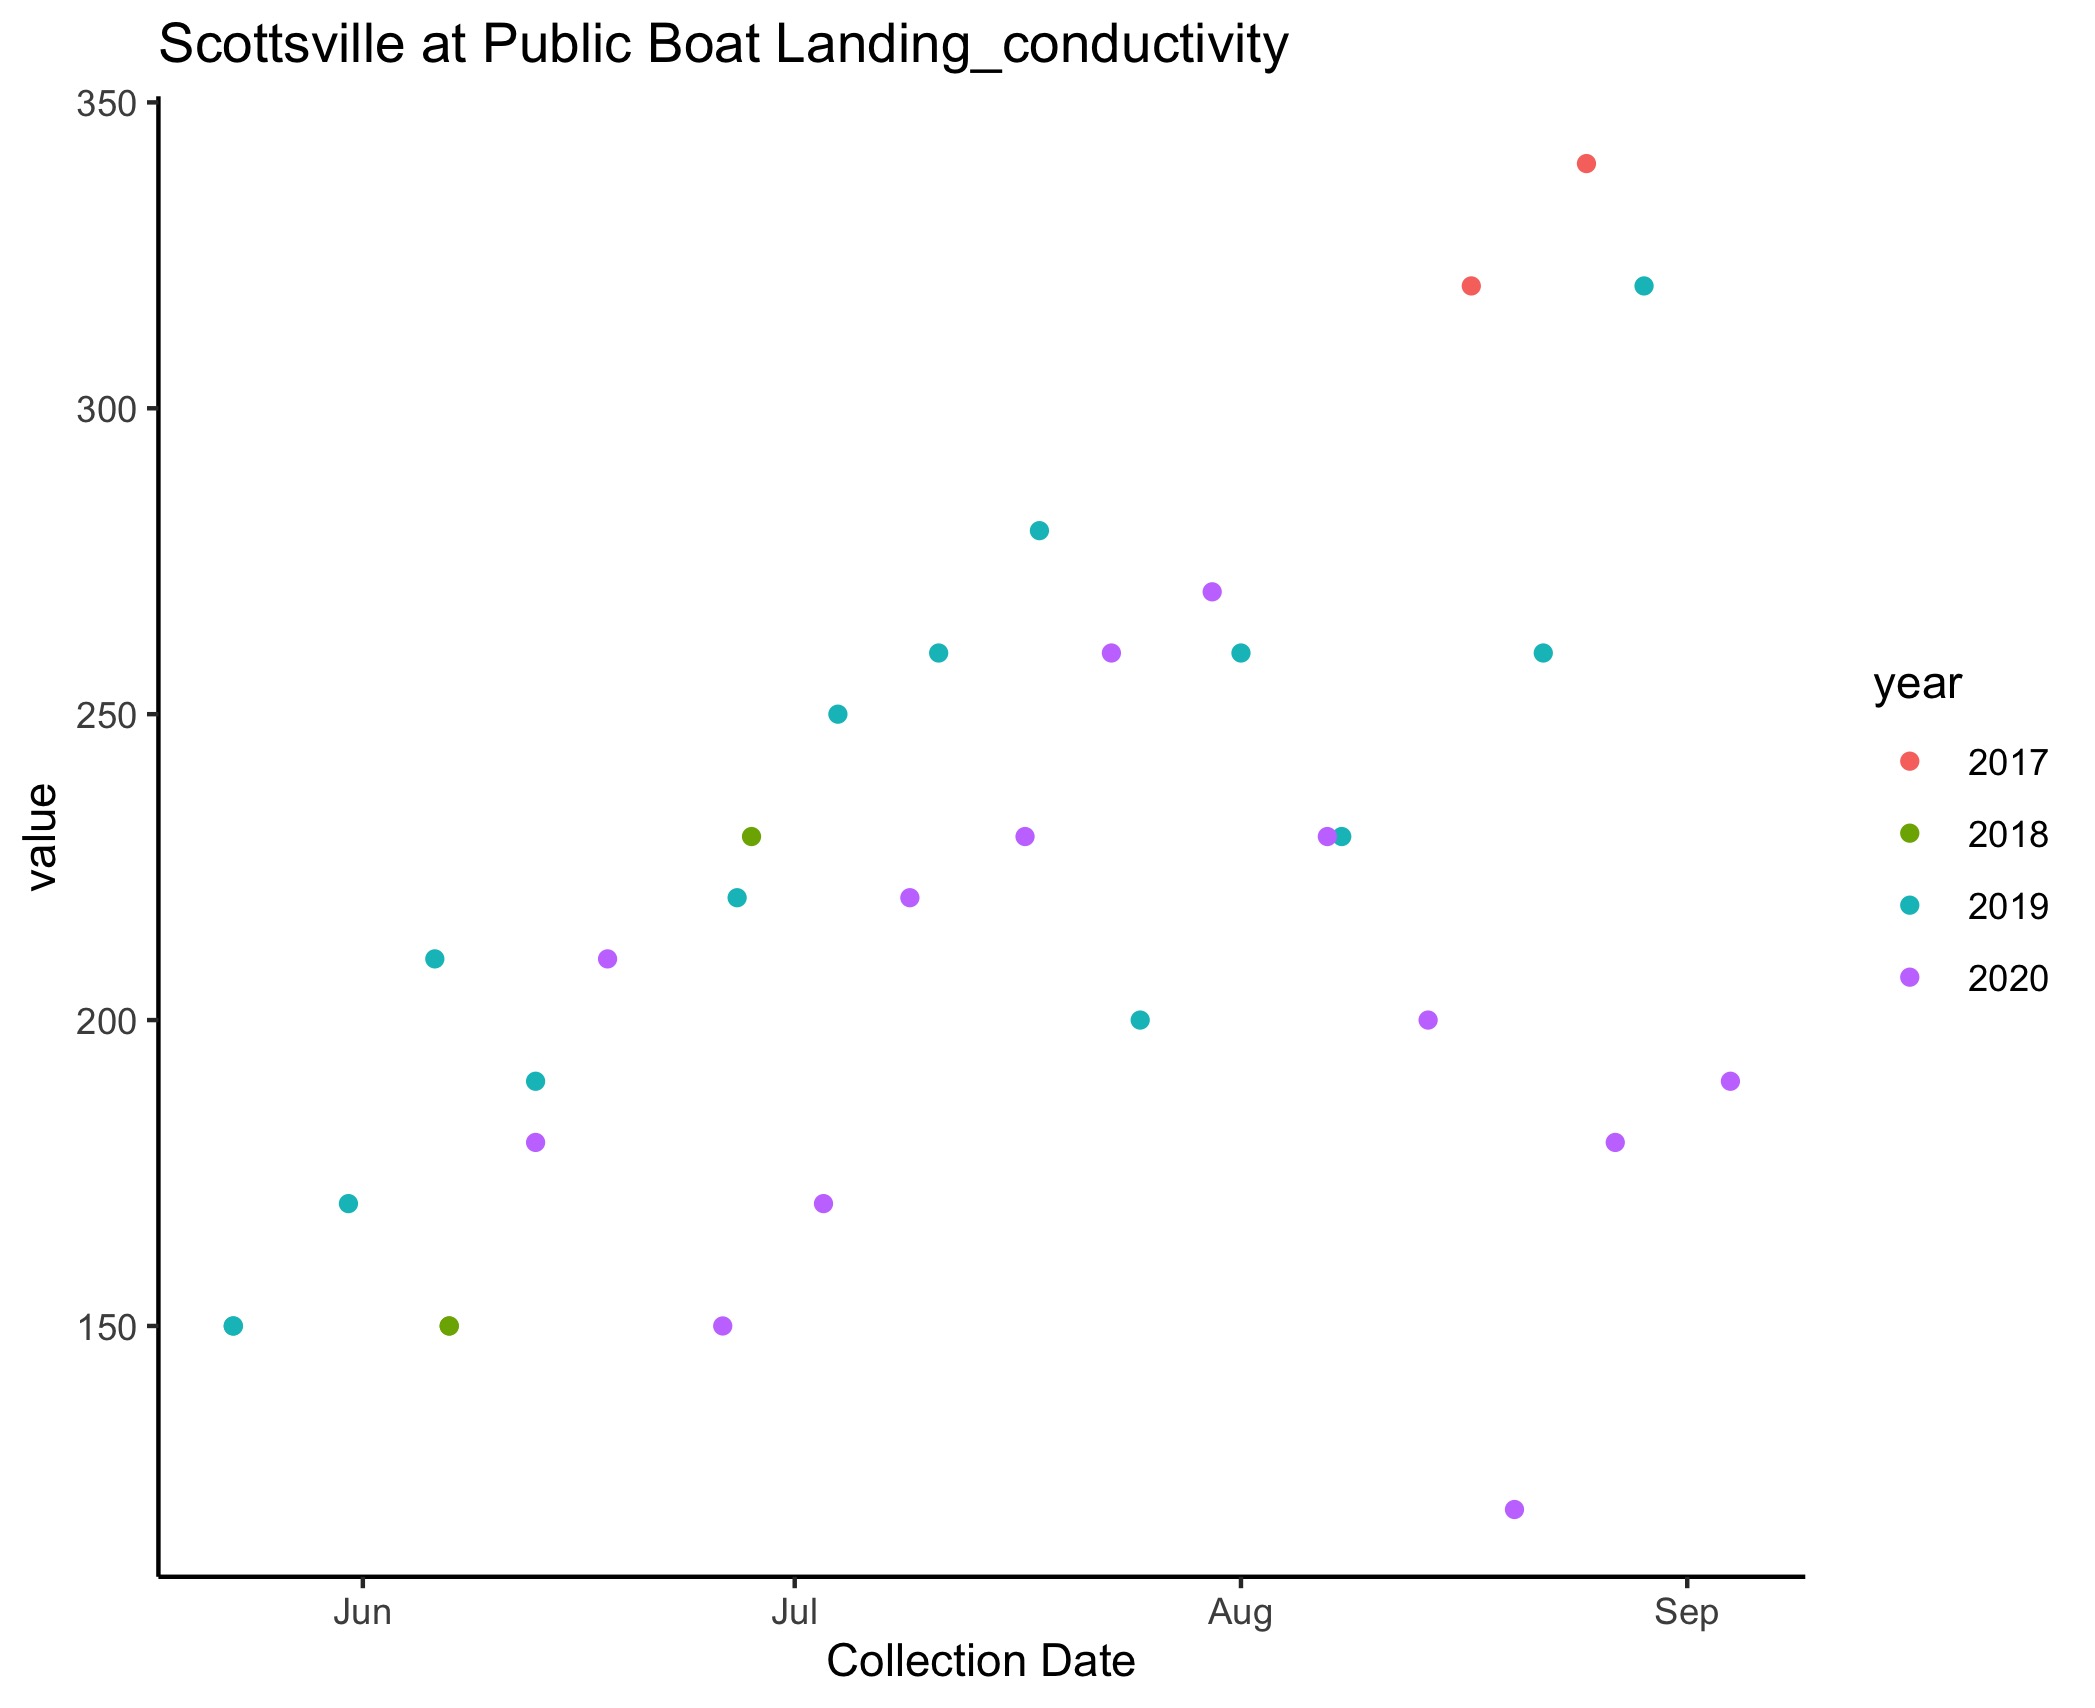 Scottsville at Public Boat Landing_conductivity
350
300
250
200
150
value
Jun
Jul
Aug
Sep
Collection Date
year
2017
2018
2019
2020